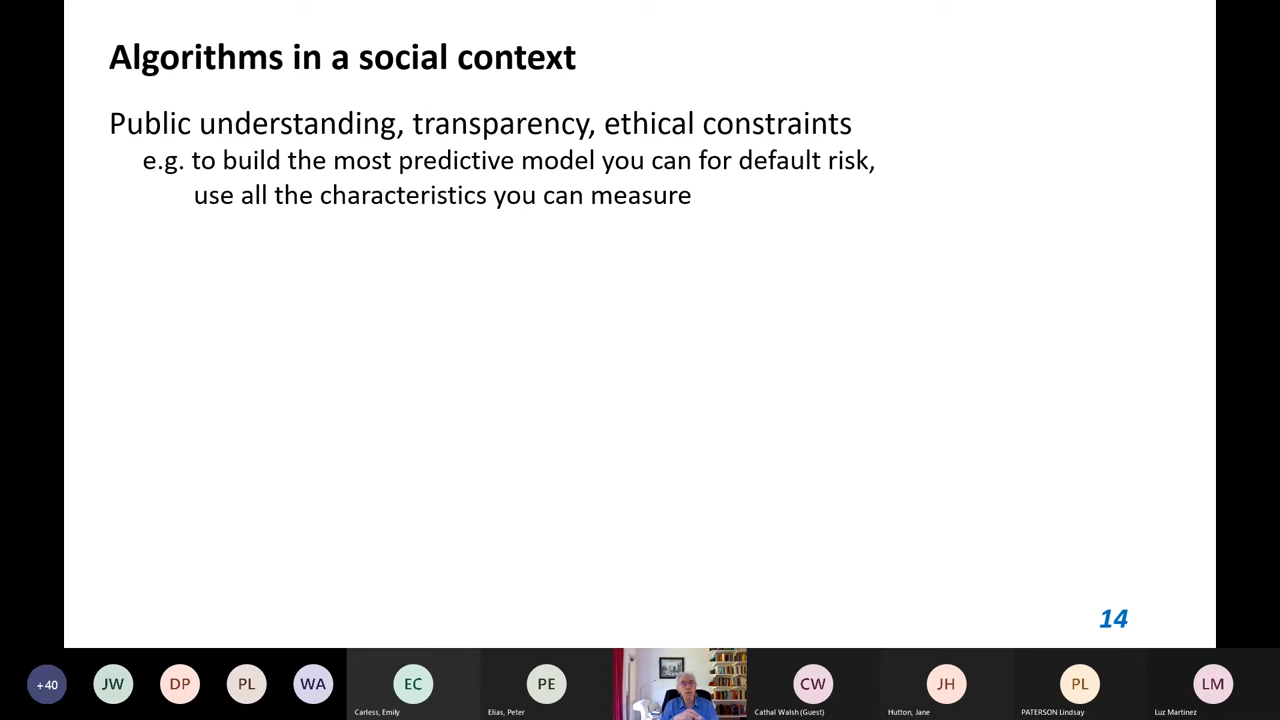 Algorithms in a social context
Public understanding, transparency, ethical constraints
e.g. to build the most predictive model you can for default risk,
use all the characteristics you can measure
14
+40
JW
DP
PL
WA
EC
PE
CW
JH
PL
LM
Carless, Emily
Elias, Peter
Cathal Walsh (Guest)
Hutton, Jane
PATERSON Lindsay
Luz Martinez